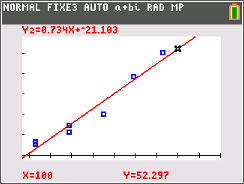 NORMAL FIX3 AUTO a+bi RAD MP
Y2=0.734X+-21.103
X=100 Y=52.297